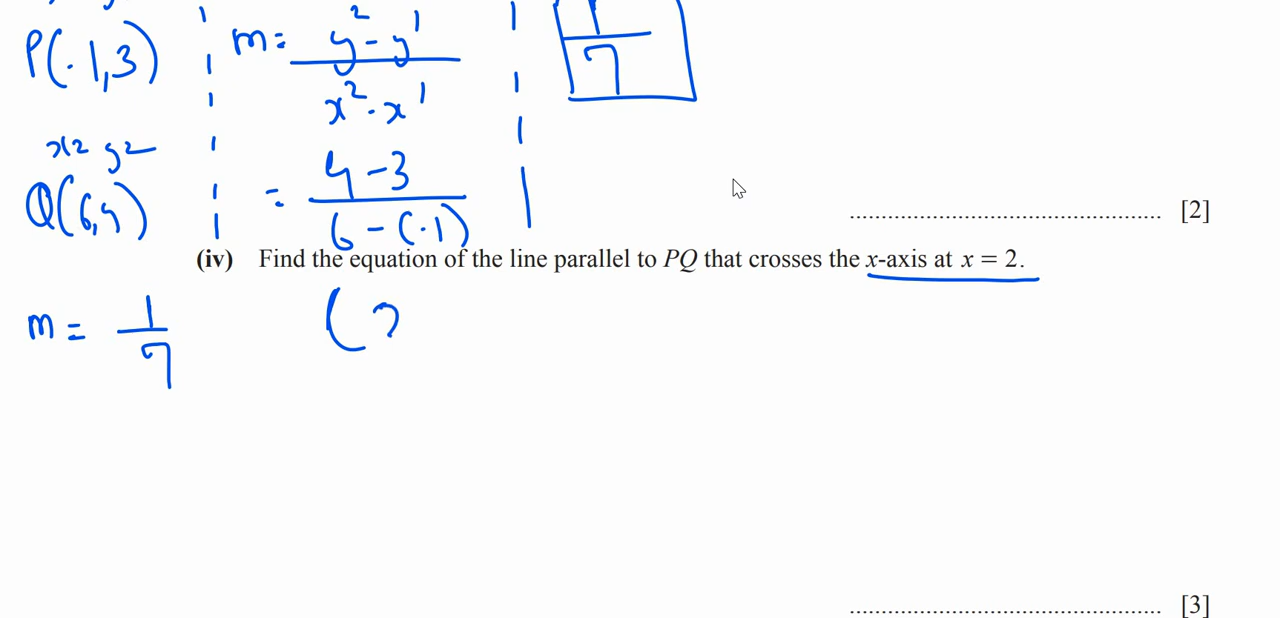 P(-1,3)
m = y2 - y1
x2 - x1
1
7
x2 y2
Q(6,4)
= 4 - 3
6 - (-1)
........................................ [2]
(iv) Find the equation of the line parallel to PQ that crosses the x-axis at x = 2.
m = 1
7
( 2
........................................ [3]